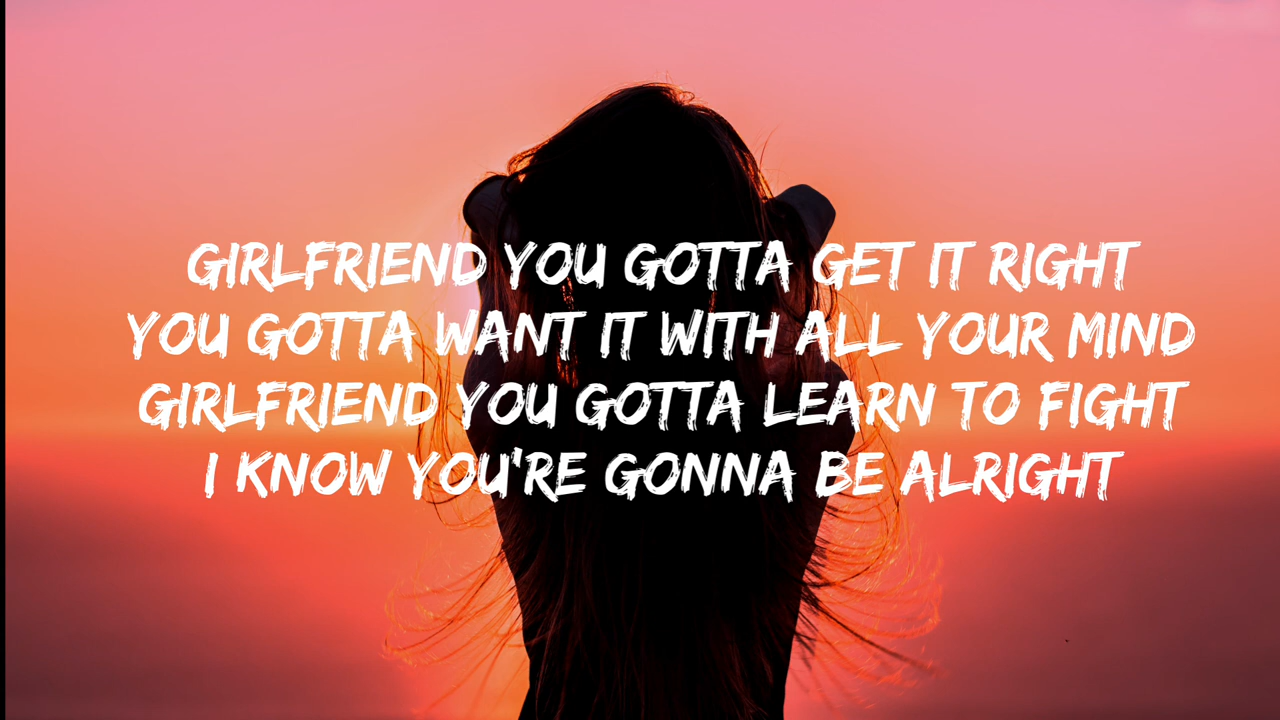 GIRLFRIEND YOU GOTTA GET IT RIGHT
YOU GOTTA WANT IT WITH ALL YOUR MIND
GIRLFRIEND YOU GOTTA LEARN TO FIGHT
I KNOW YOU'RE GONNA BE ALRIGHT